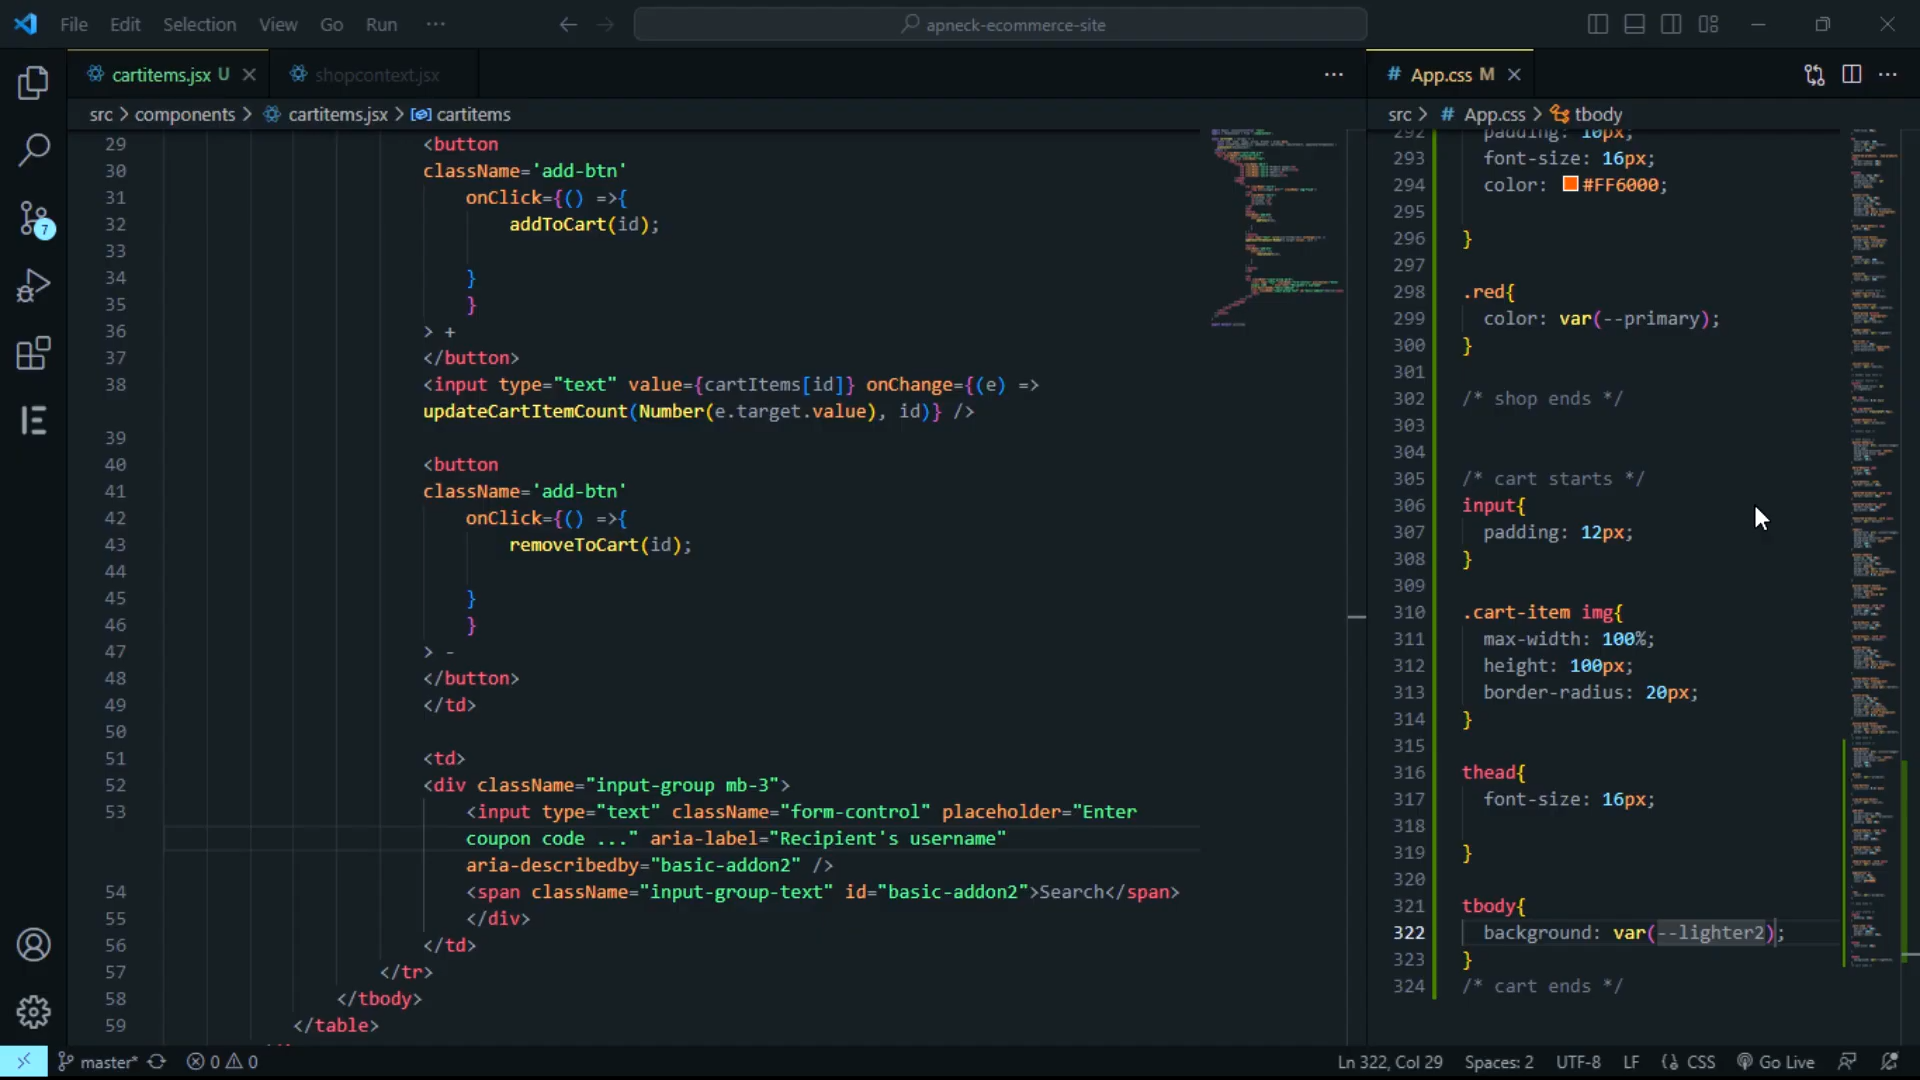 File Edit Selection View Go Run ··· apneck-ecommerce-site
cartitems.jsx U shopcontext.jsx ···
src > components > cartitems.jsx > cartitems
29 <button
30 className='add-btn'
31 onClick={() =>{
32 addToCart(id);
33
34 }
35 }
36 > +
37 </button>
38 <input type="text" value={cartItems[id]} onChange={(e) =>
updateCartItemCount(Number(e.target.value), id)} />
39
40 <button
41 className='add-btn'
42 onClick={() =>{
43 removeToCart(id);
44
45 }
46 }
47 > -
48 </button>
49 </td>
50
51 <td>
52 <div className="input-group mb-3">
53 <input type="text" className="form-control" placeholder="Enter
coupon code ..." aria-label="Recipient's username"
aria-describedby="basic-addon2" />
54 <span className="input-group-text" id="basic-addon2">Search</span>
55 </div>
56 </td>
57 </tr>
58 </tbody>
59 </table>
# App.css M ···
src > # App.css > tbody
292 padding: 10px;
293 font-size: 16px;
294 color: #FF6000;
295
296 }
297
298 .red{
299 color: var(--primary);
300 }
301
302 /* shop ends */
303
304
305 /* cart starts */
306 input{
307 padding: 12px;
308 }
309
310 .cart-item img{
311 max-width: 100%;
312 height: 100px;
313 border-radius: 20px;
314 }
315
316 thead{
317 font-size: 16px;
318
319 }
320
321 tbody{
322 background: var(--lighter2);
323 }
324 /* cart ends */
7
master* 0 0 Ln 322, Col 29 Spaces: 2 UTF-8 LF CSS Go Live